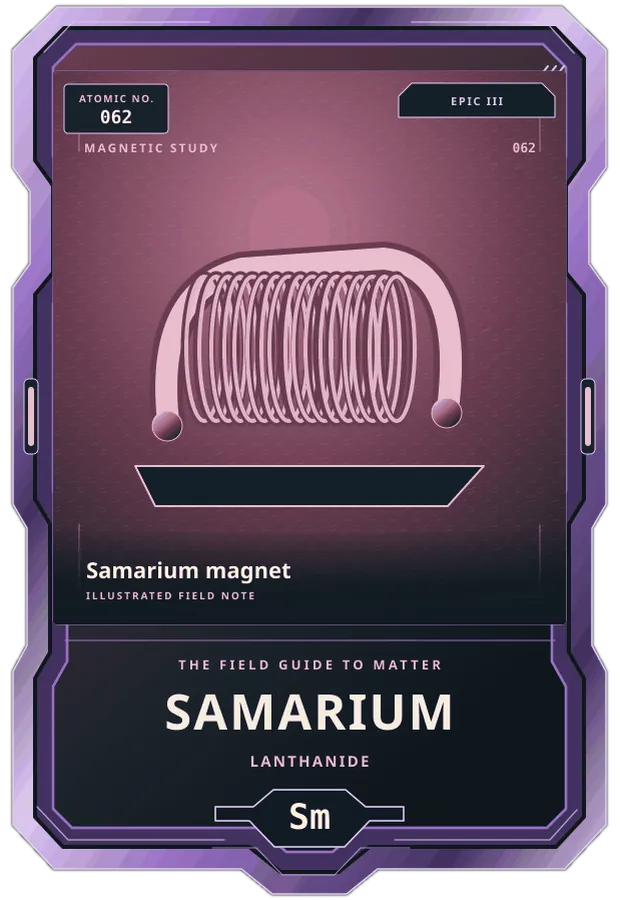 ATOMIC NO.
062
EPIC III
MAGNETIC STUDY
062
Samarium magnet
ILLUSTRATED FIELD NOTE
THE FIELD GUIDE TO MATTER
SAMARIUM
LANTHANIDE
Sm